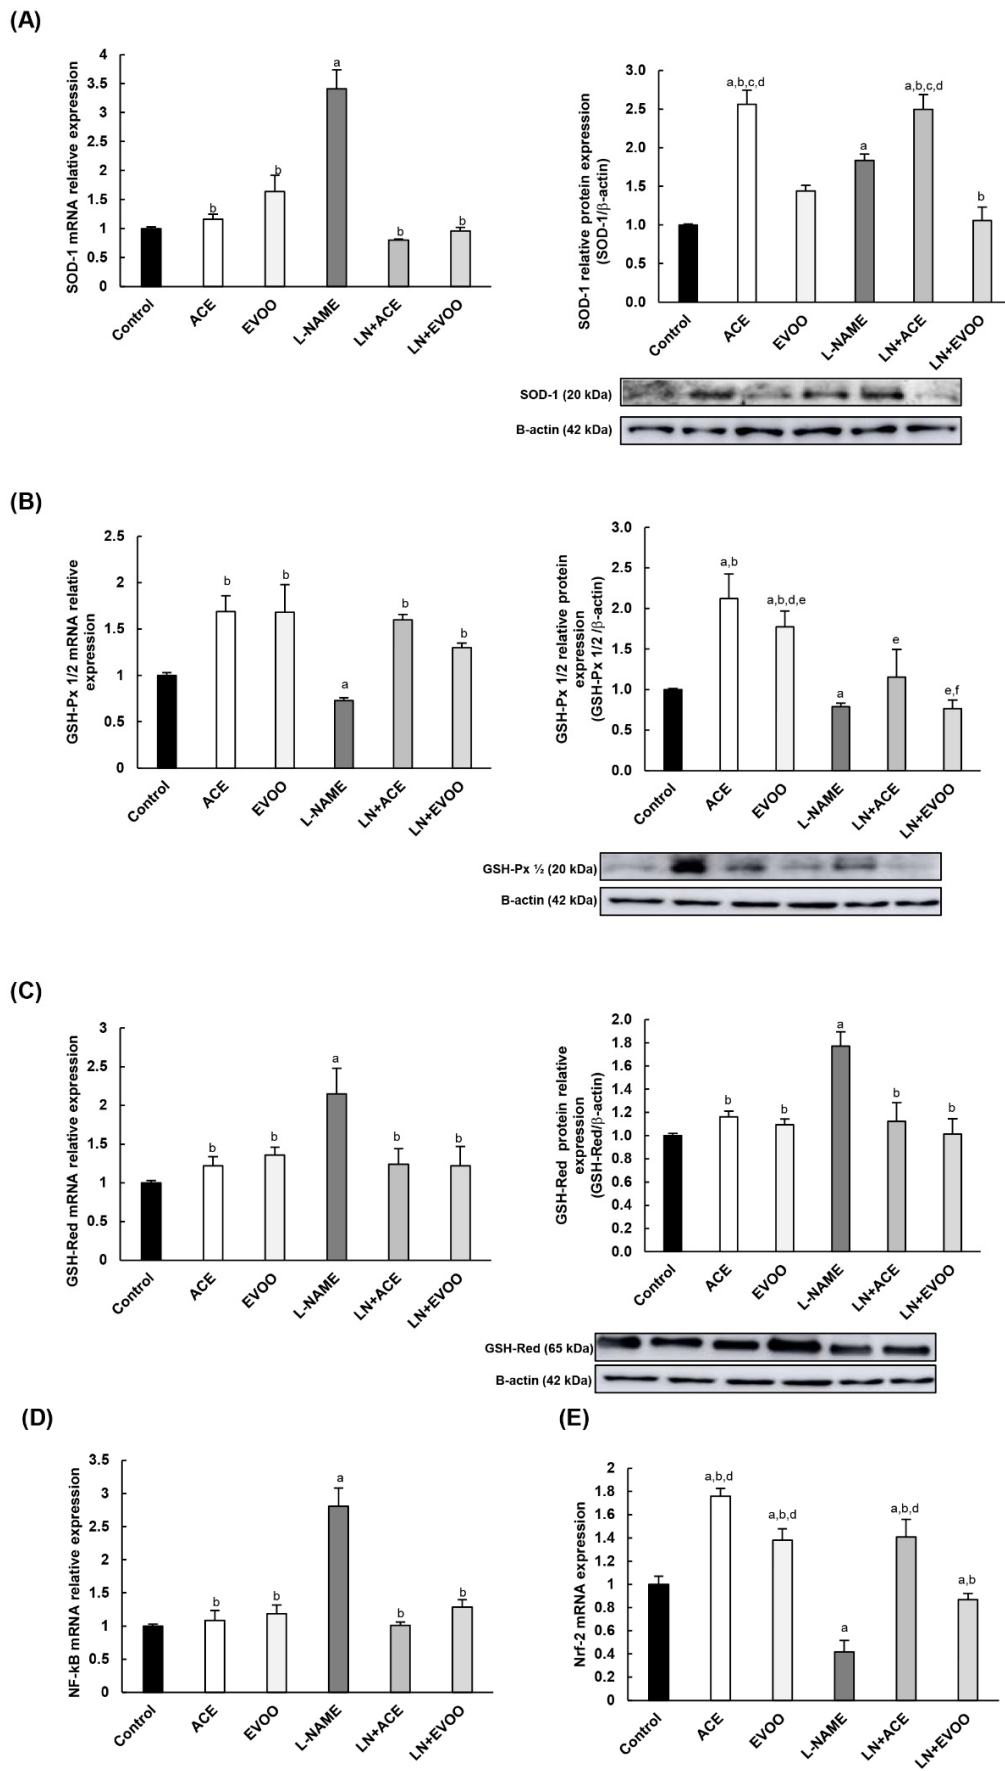 (A)
SOD-1 mRNA relative expression
4
3.5
3
2.5
2
1.5
1
0.5
0
b
b
a
b
b
Control
ACE
EVOO
L-NAME
LN+ACE
LN+EVOO
SOD-1 relative protein expression
(SOD-1/β-actin)
3.0
2.5
2.0
1.5
1.0
0.5
0.0
a,b,c,d
a
a,b,c,d
b
Control
ACE
EVOO
L-NAME
LN+ACE
LN+EVOO
SOD-1 (20 kDa)
B-actin (42 kDa)
(B)
GSH-Px 1/2 mRNA relative
expression
2.5
2
1.5
1
0.5
0
b
b
a
b
b
Control
ACE
EVOO
L-NAME
LN+ACE
LN+EVOO
GSH-Px 1/2 relative protein
expression
(GSH-Px 1/2 /β-actin)
3.0
2.5
2.0
1.5
1.0
0.5
0.0
a,b
a,b,d,e
a
e
e,f
Control
ACE
EVOO
L-NAME
LN+ACE
LN+EVOO
GSH-Px ½ (20 kDa)
B-actin (42 kDa)
(C)
GSH-Red mRNA relative expression
3
2.5
2
1.5
1
0.5
0
b
b
a
b
b
Control
ACE
EVOO
L-NAME
LN+ACE
LN+EVOO
GSH-Red protein relative
expression
(GSH-Red/β-actin)
2.0
1.8
1.6
1.4
1.2
1.0
0.8
0.6
0.4
0.2
0.0
b
b
a
b
b
Control
ACE
EVOO
L-NAME
LN+ACE
LN+EVOO
GSH-Red (65 kDa)
B-actin (42 kDa)
(D)
NF-kB mRNA relative expression
3.5
3
2.5
2
1.5
1
0.5
0
b
b
a
b
b
Control
ACE
EVOO
L-NAME
LN+ACE
LN+EVOO
(E)
Nrf-2 mRNA expression
2
1.8
1.6
1.4
1.2
1
0.8
0.6
0.4
0.2
0
a,b,d
a,b,d
a
a,b,d
a,b
Control
ACE
EVOO
L-NAME
LN+ACE
LN+EVOO